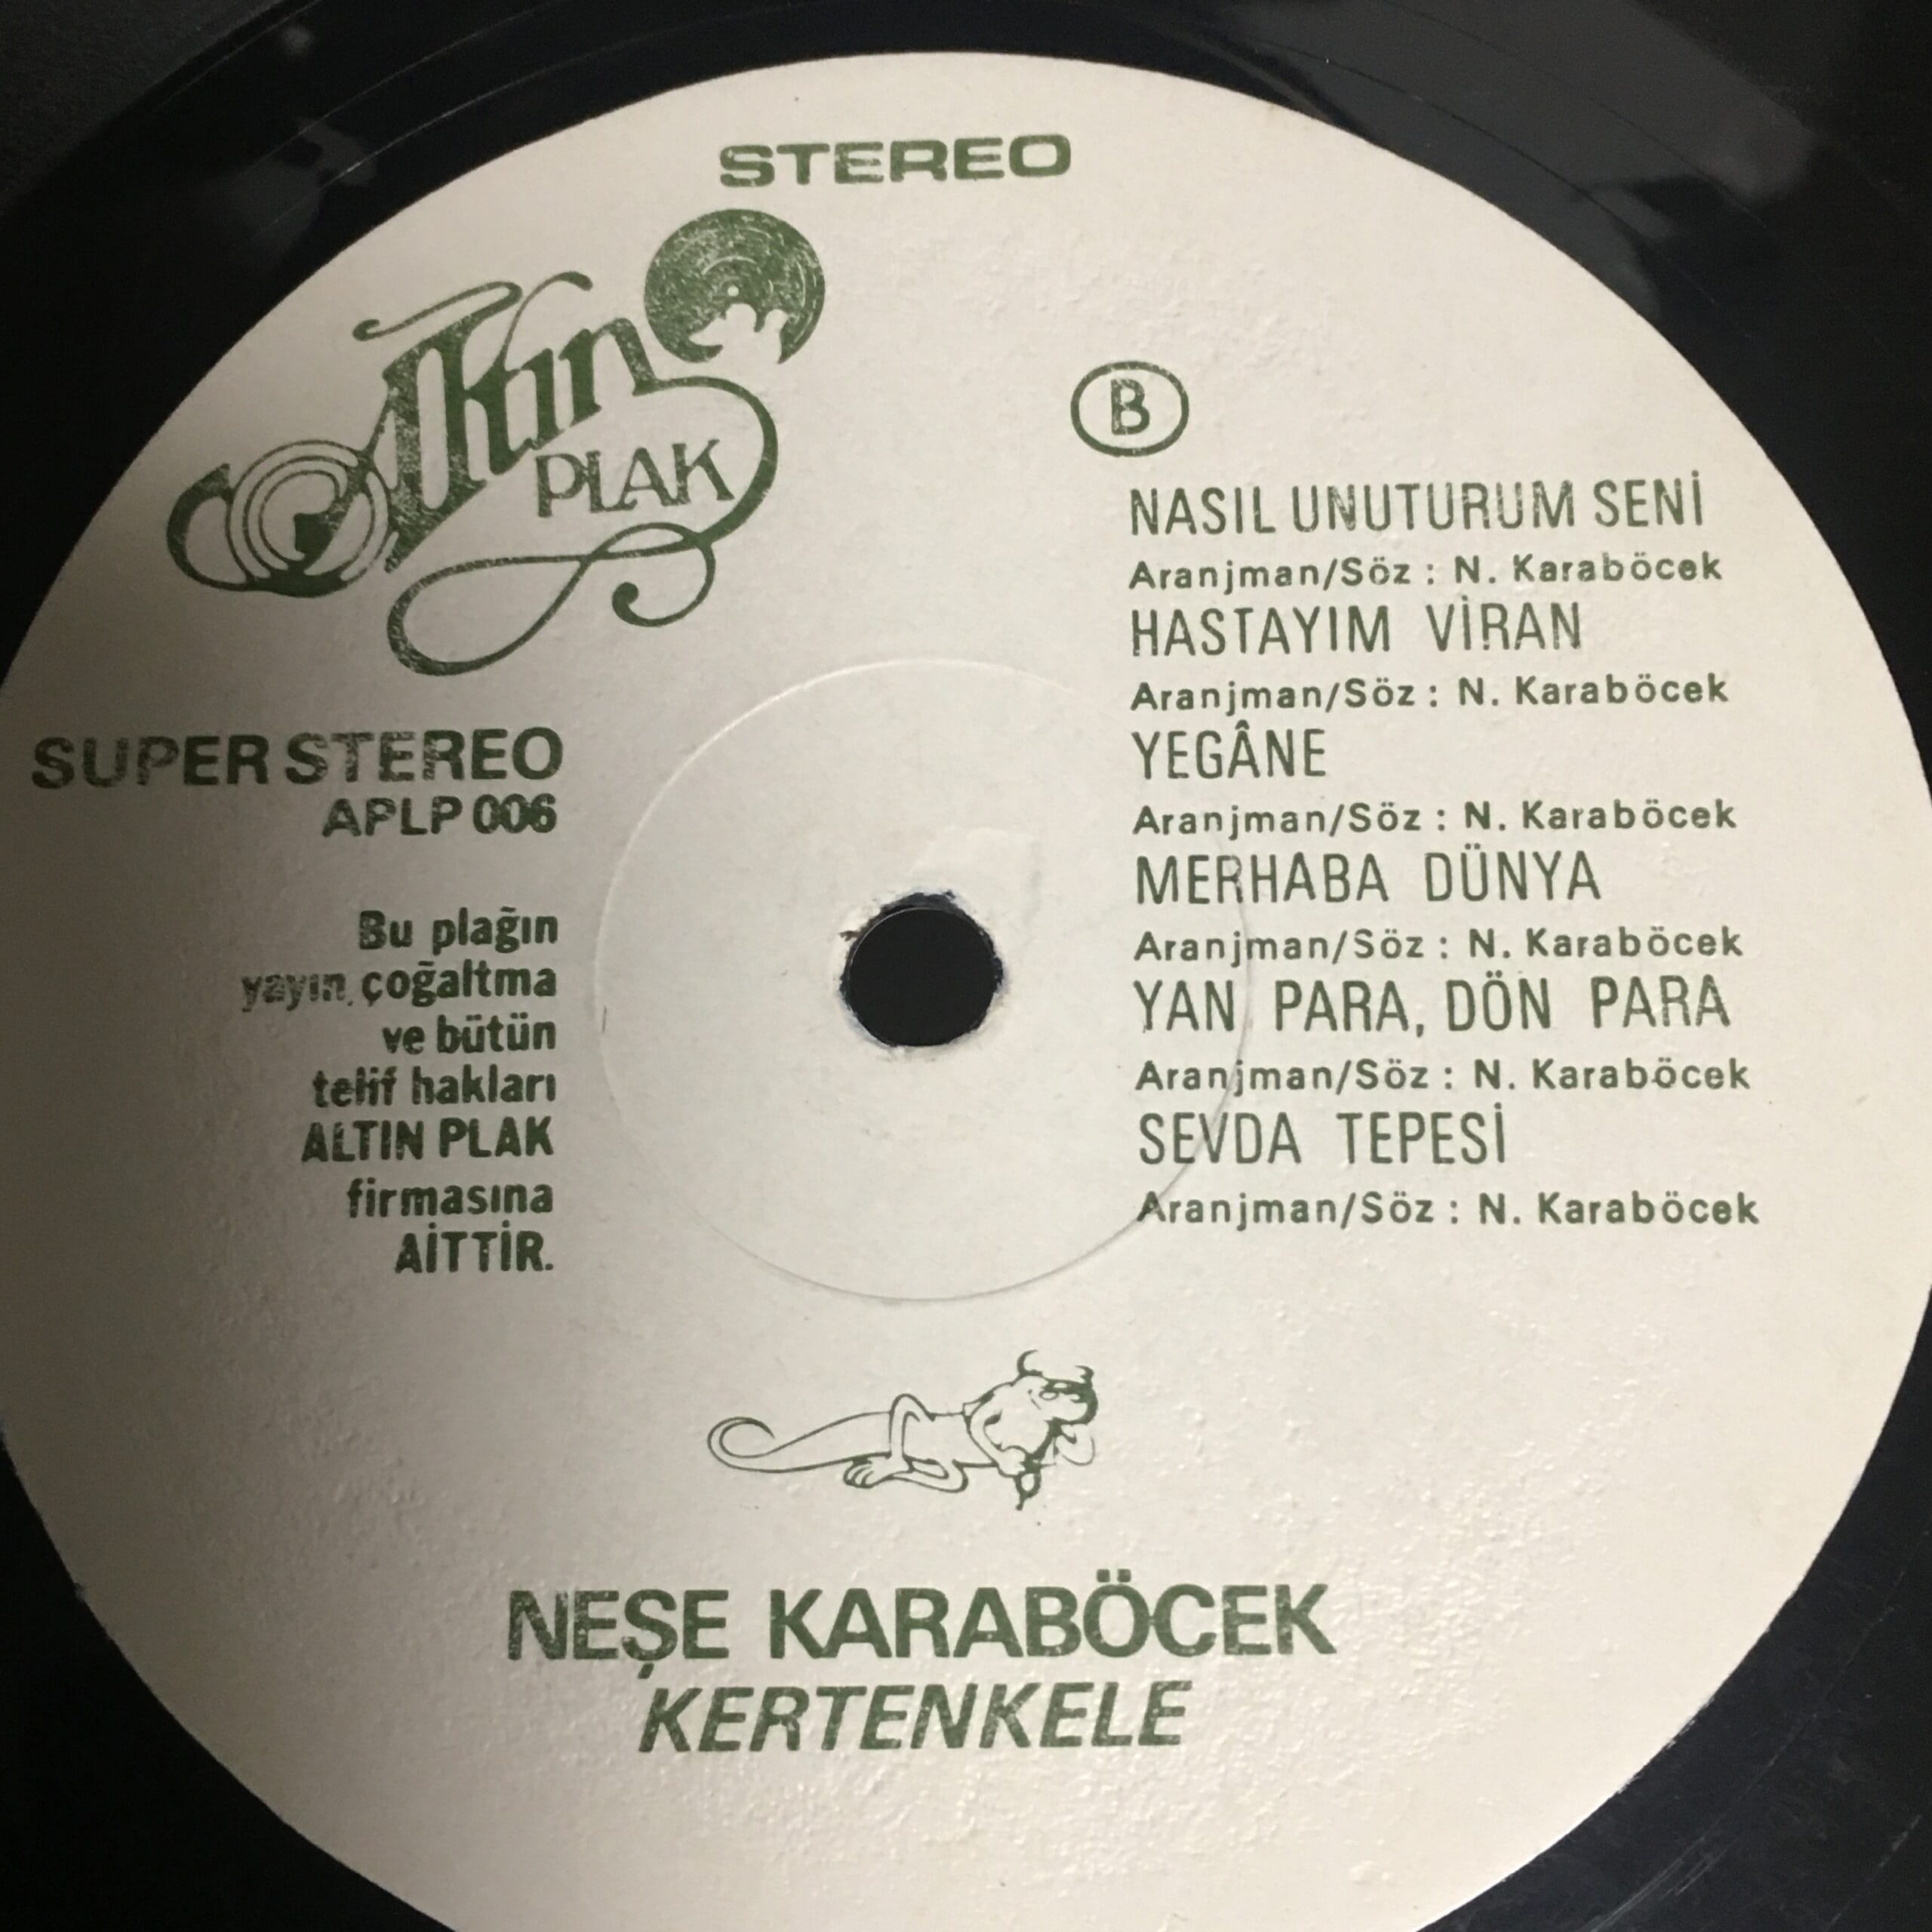 STEREO
Altın
PLAK
SUPER STEREO
APLP 006
Bu plağın
yayın, çoğaltma
ve bütün
telif hakları
ALTIN PLAK
firmasına
AİTTİR.
B
NASIL UNUTURUM SENİ
Aranjman/Söz : N. Karaböcek
HASTAYIM VİRAN
Aranjman/Söz : N. Karaböcek
YEGÂNE
Aranjman/Söz : N. Karaböcek
MERHABA DÜNYA
Aranjman/Söz : N. Karaböcek
YAN PARA, DÖN PARA
Aranjman/Söz : N. Karaböcek
SEVDA TEPESİ
Aranjman/Söz : N. Karaböcek
NEŞE KARABÖCEK
KERTENKELE